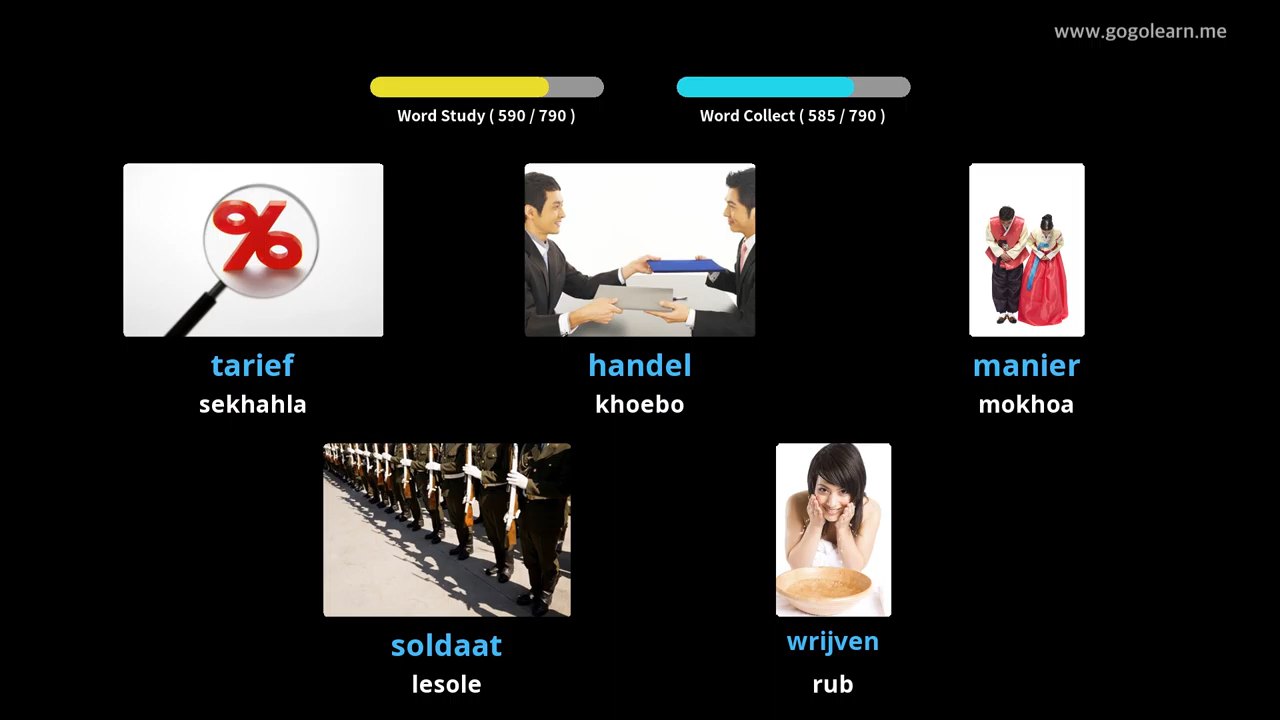 www.gogolearn.me
Word Study ( 590 / 790 )
Word Collect ( 585 / 790 )
%
tarief
sekhahla
handel
khoebo
manier
mokhoa
soldaat
lesole
wrijven
rub